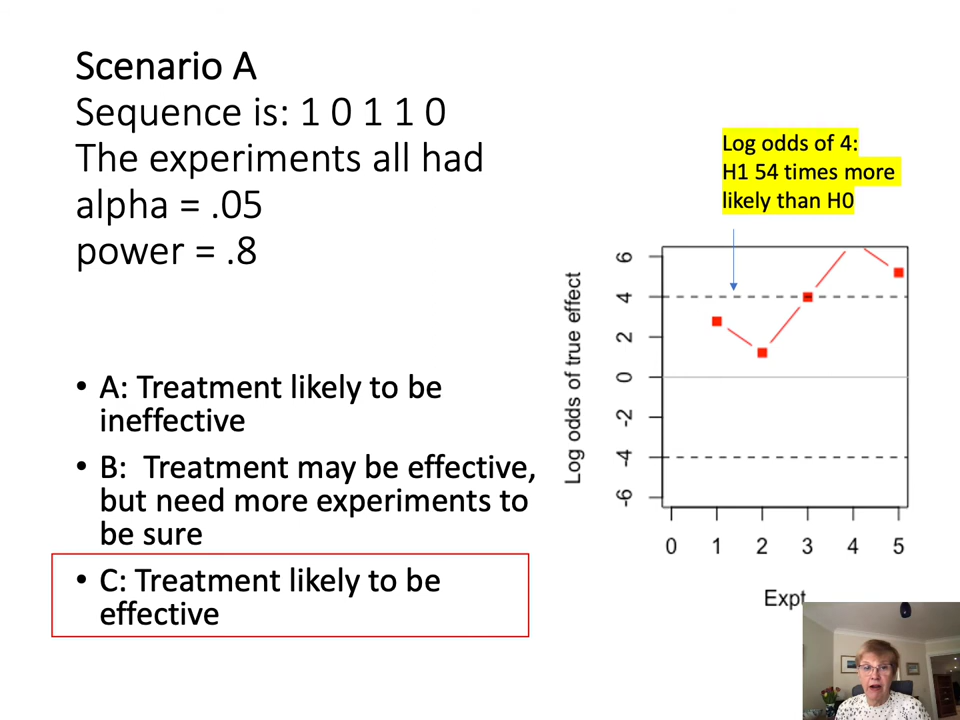 Scenario A
Sequence is: 1 0 1 1 0
The experiments all had
alpha = .05
power = .8
Log odds of 4:
H1 54 times more
likely than H0
• A: Treatment likely to be
ineffective
• B: Treatment may be effective,
but need more experiments to
be sure
• C: Treatment likely to be
effective
Log odds of true effect
6
4
2
0
-2
-4
-6
0 1 2 3 4 5
Expt